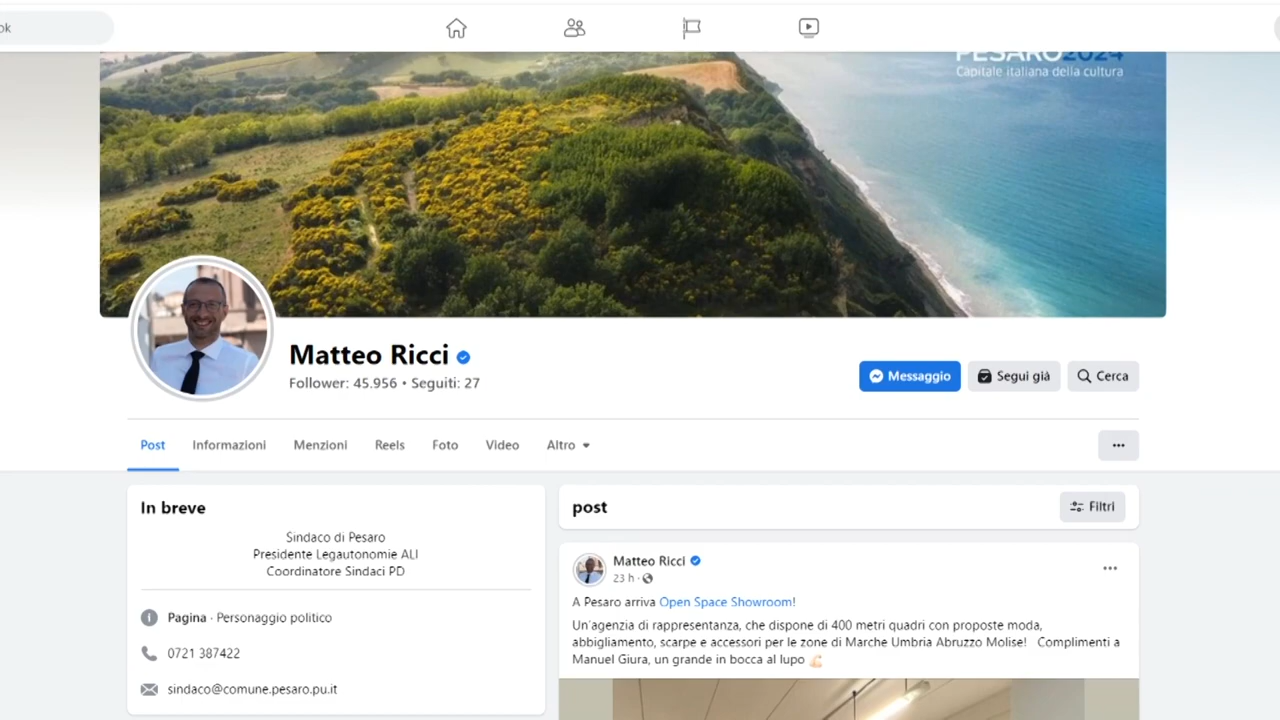 ok
PESARO2024
Capitale italiana della cultura
Matteo Ricci
Follower: 45.956 • Seguiti: 27
Messaggio
Segui già
Cerca
Post
Informazioni
Menzioni
Reels
Foto
Video
Altro
In breve
Sindaco di Pesaro
Presidente Legautonomie ALI
Coordinatore Sindaci PD
Pagina · Personaggio politico
0721 387422
sindaco@comune.pesaro.pu.it
post
Filtri
Matteo Ricci
23 h ·
A Pesaro arriva Open Space Showroom!
Un'agenzia di rappresentanza, che dispone di 400 metri quadri con proposte moda,
abbigliamento, scarpe e accessori per le zone di Marche Umbria Abruzzo Molise! Complimenti a
Manuel Giura, un grande in bocca al lupo